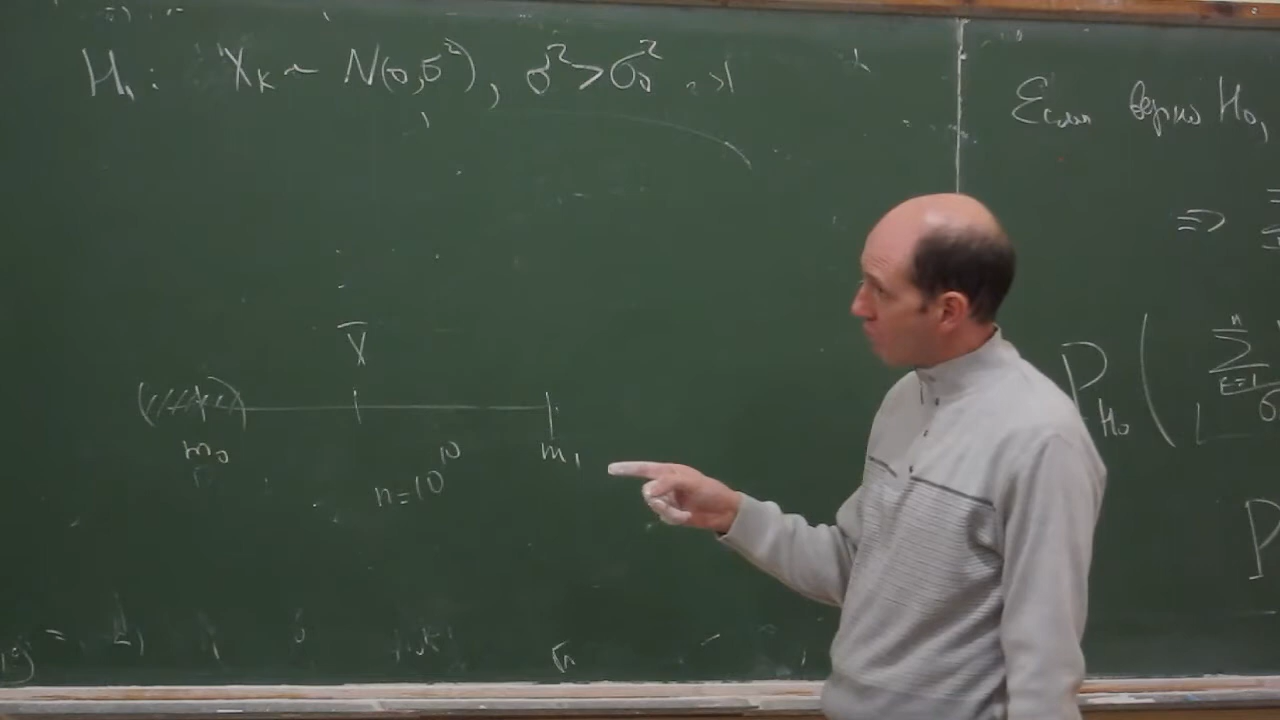 H₁: Xₖ ~ N(0,σ²), σ² > σ₀²
X̄
m₀ m₁
n=10¹⁰
Если верно H₀,
=>
P_H₀ ( Σ
n
k=1
σ
P